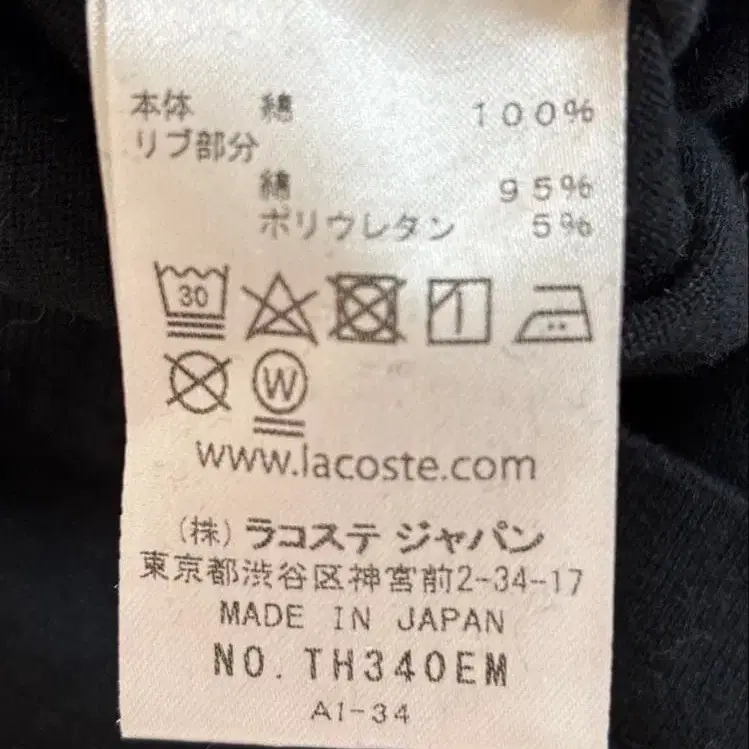 本体 綿 100%
リブ部分
綿 95%
ポリウレタン 5%
30
W
www.lacoste.com
(株) ラコステ ジャパン
東京都渋谷区神宮前2-34-17
MADE IN JAPAN
NO. TH340EM
A1-34